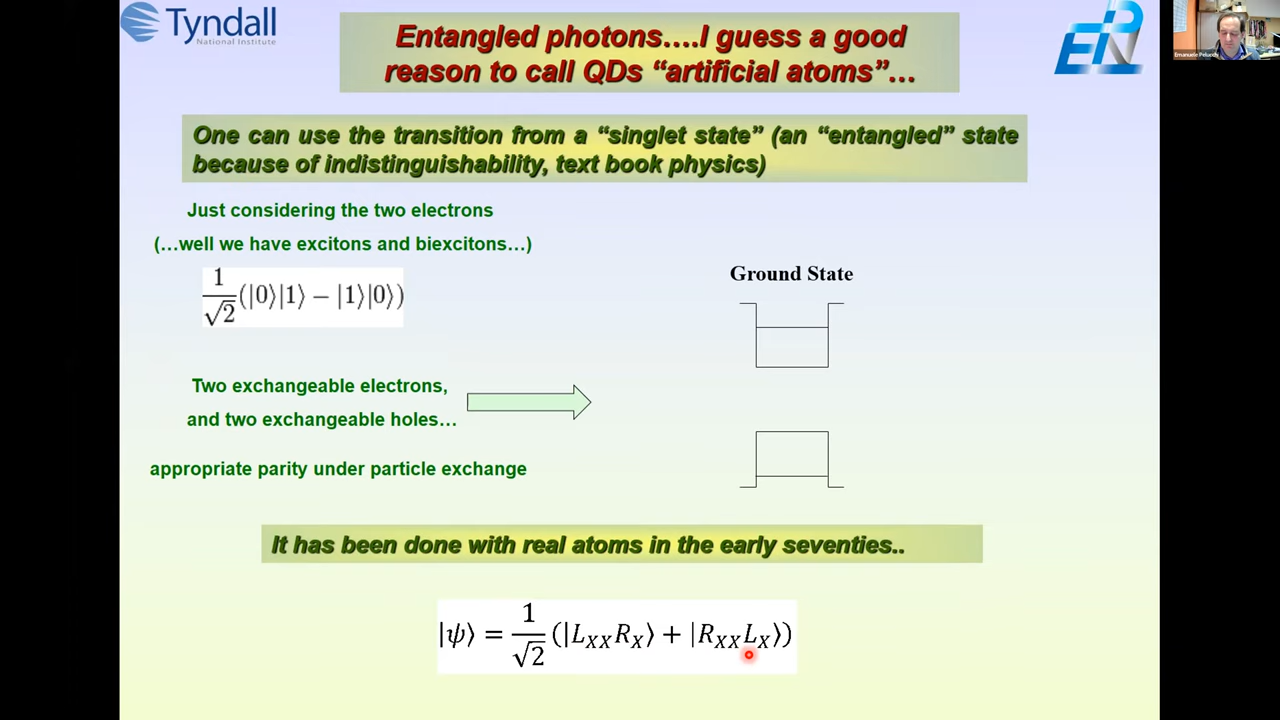 Tyndall
National Institute
Entangled photons….I guess a good
reason to call QDs “artificial atoms”…
EPN
Emanuele Pelucchi
One can use the transition from a “singlet state” (an “entangled” state
because of indistinguishability, text book physics)
Just considering the two electrons
(…well we have excitons and biexcitons…)
1/√2 (|0⟩|1⟩ − |1⟩|0⟩)
Ground State
Two exchangeable electrons,
and two exchangeable holes…
appropriate parity under particle exchange
It has been done with real atoms in the early seventies..
|ψ⟩ = 1/√2 (|L_XX R_X⟩ + |R_XX L_X⟩)